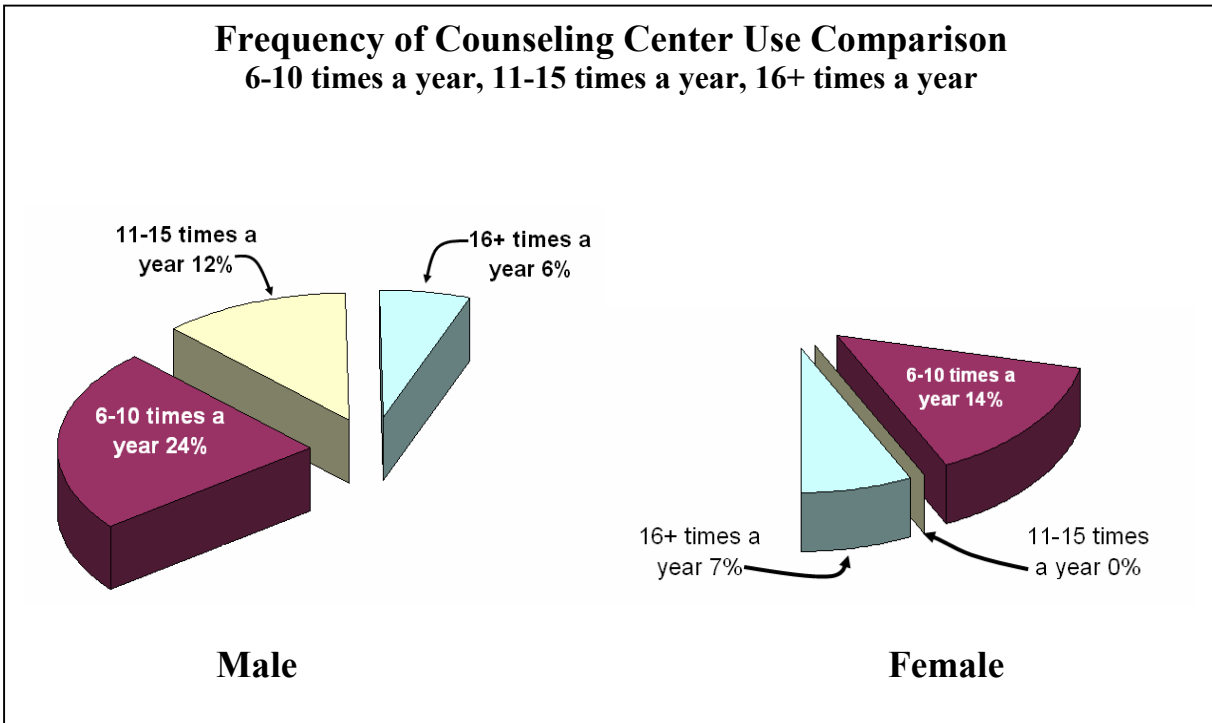 Frequency of Counseling Center Use Comparison
6-10 times a year, 11-15 times a year, 16+ times a year
11-15 times a
year 12%
16+ times a
year 6%
6-10 times a
year 24%
6-10 times a
year 14%
16+ times a
year 7%
11-15 times
a year 0%
Male
Female